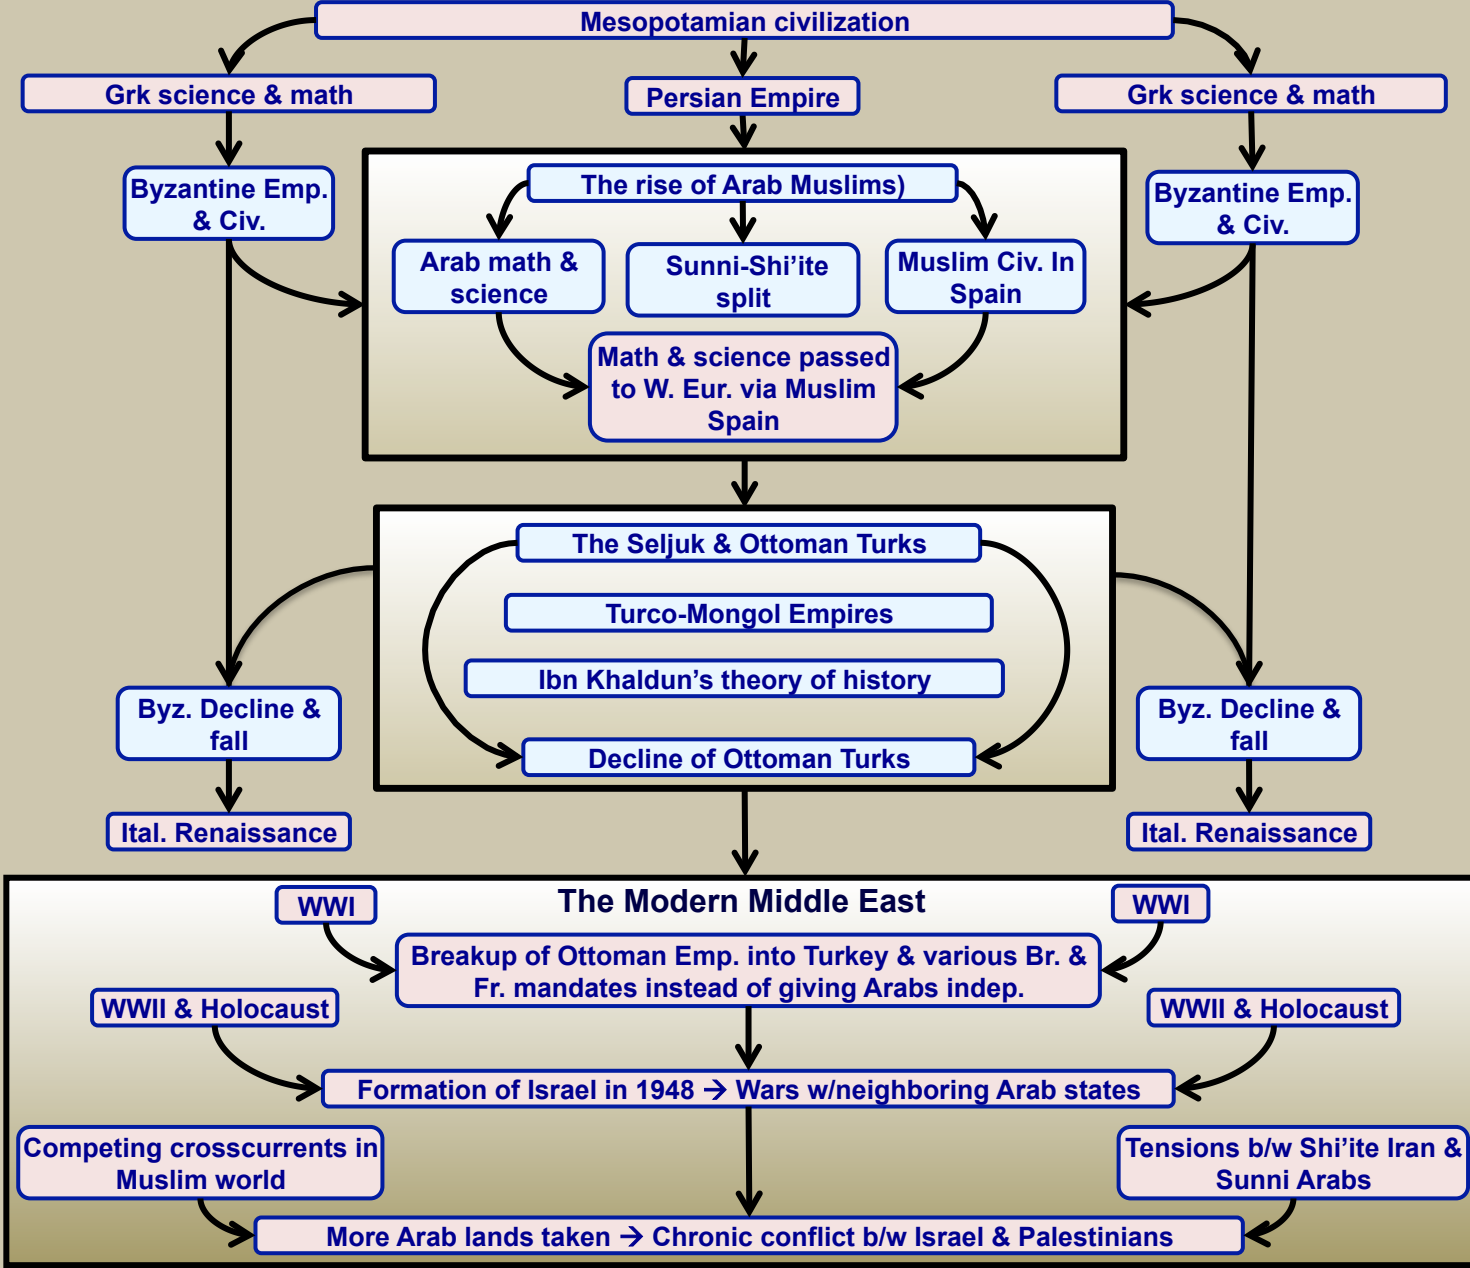 Mesopotamian civilization
Grk science & math
Persian Empire
Grk science & math
Byzantine Emp.
& Civ.
The rise of Arab Muslims)
Byzantine Emp.
& Civ.
Arab math &
science
Sunni-Shi’ite
split
Muslim Civ. In
Spain
Math & science passed
to W. Eur. via Muslim
Spain
The Seljuk & Ottoman Turks
Turco-Mongol Empires
Ibn Khaldun’s theory of history
Decline of Ottoman Turks
Byz. Decline &
fall
Byz. Decline &
fall
Ital. Renaissance
Ital. Renaissance
The Modern Middle East
WWI
WWI
Breakup of Ottoman Emp. into Turkey & various Br. &
Fr. mandates instead of giving Arabs indep.
WWII & Holocaust
WWII & Holocaust
Formation of Israel in 1948 → Wars w/neighboring Arab states
Competing crosscurrents in
Muslim world
Tensions b/w Shi’ite Iran &
Sunni Arabs
More Arab lands taken → Chronic conflict b/w Israel & Palestinians